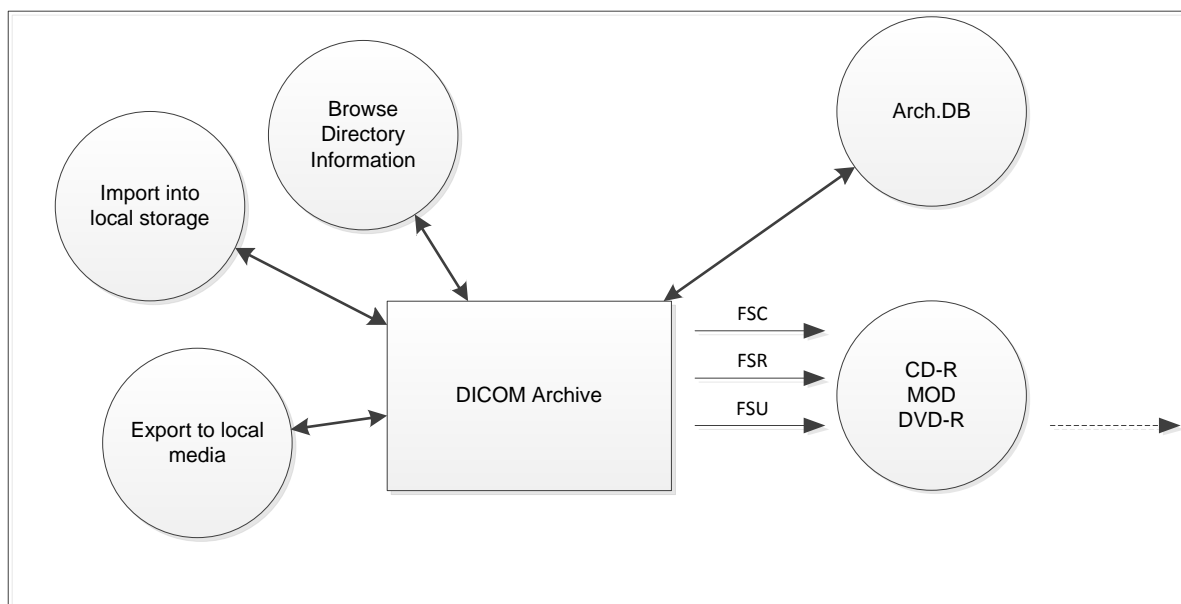 Browse
Directory
Information
Arch.DB
Import into
local storage
FSC
FSR
FSU
DICOM Archive
CD-R
MOD
DVD-R
Export to local
media